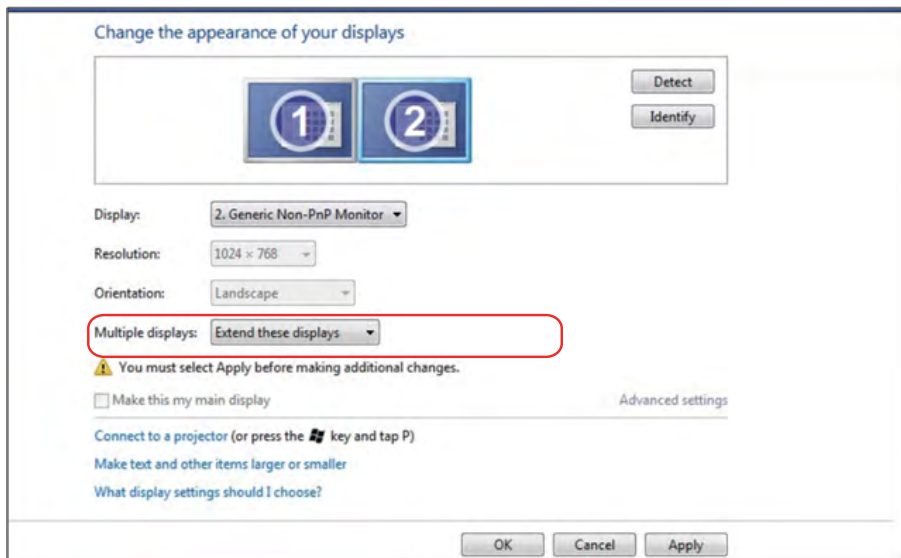 Change the appearance of your displays
1 2
Detect
Identify
Display: 2. Generic Non-PnP Monitor
Resolution: 1024 × 768
Orientation: Landscape
Multiple displays: Extend these displays
You must select Apply before making additional changes.
Make this my main display Advanced settings
Connect to a projector (or press the key and tap P)
Make text and other items larger or smaller
What display settings should I choose?
OK Cancel Apply